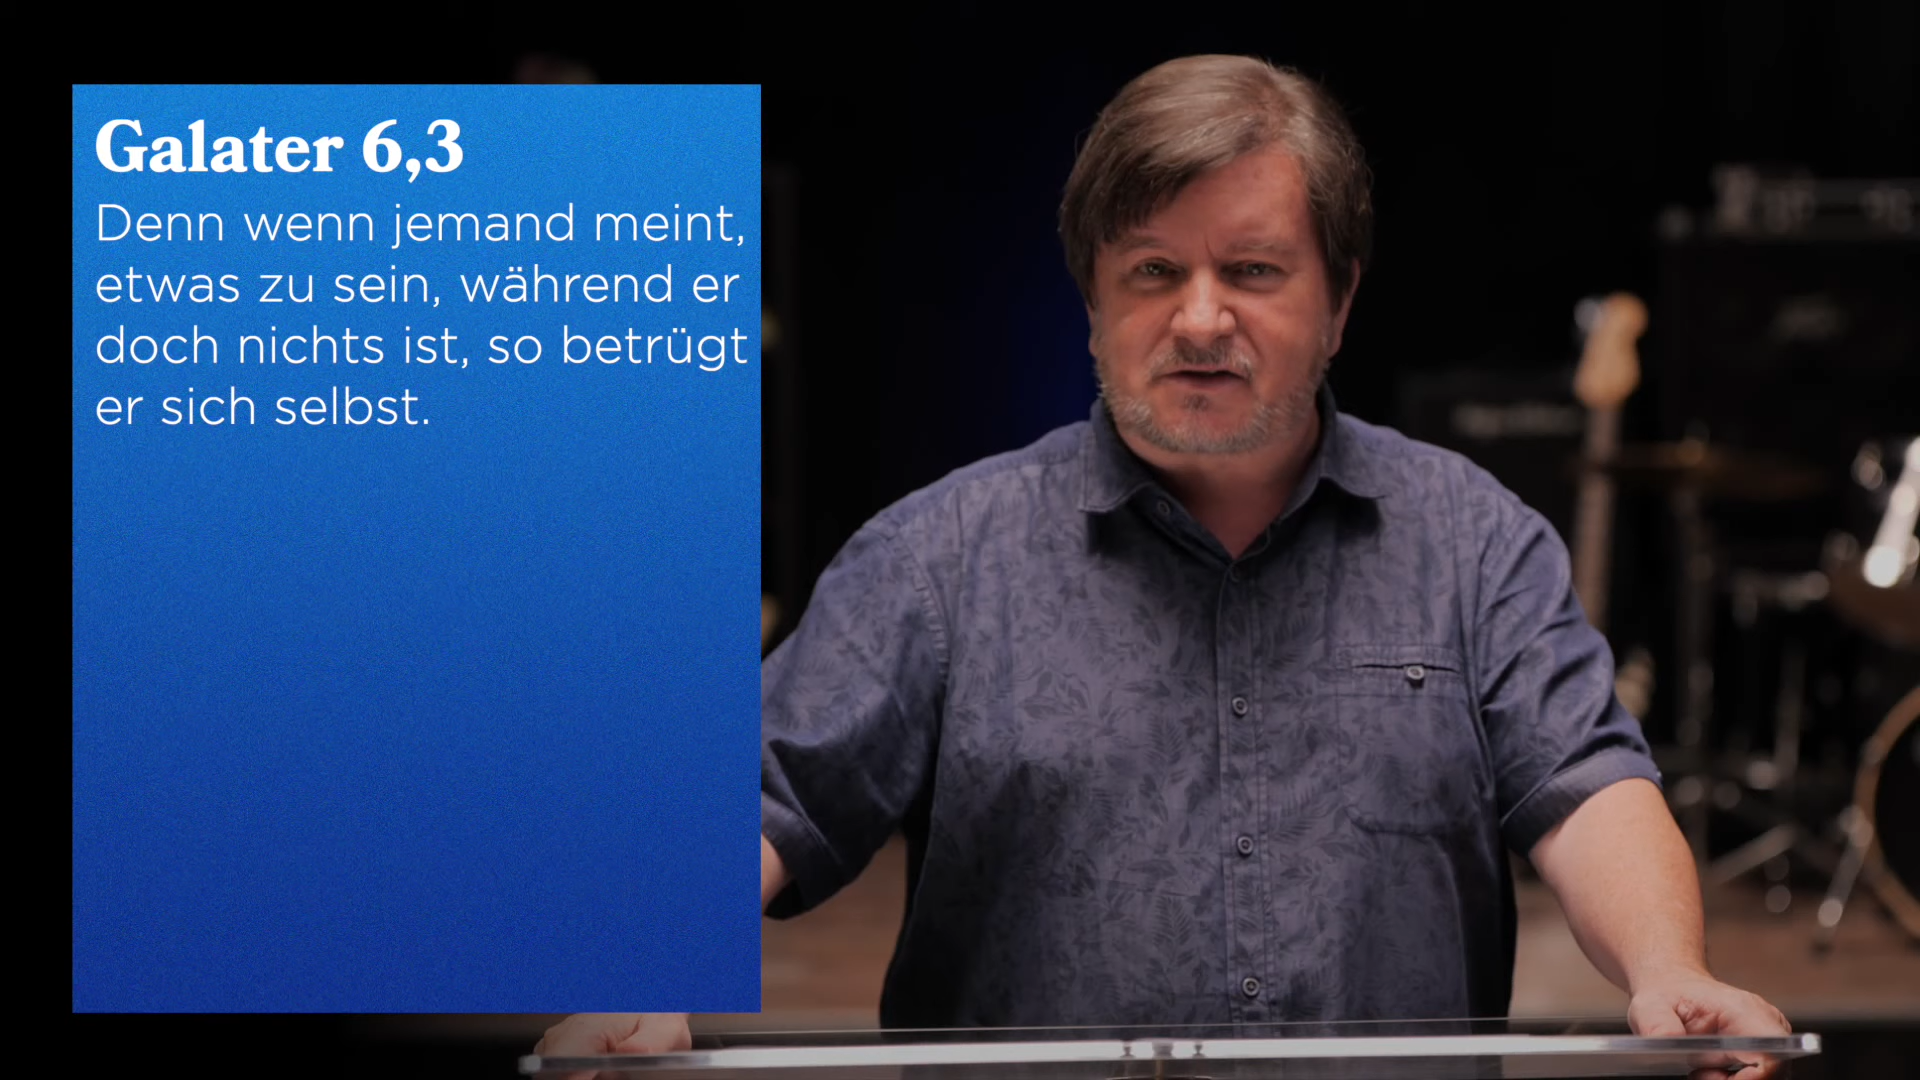 Galater 6,3
Denn wenn jemand meint,
etwas zu sein, während er
doch nichts ist, so betrügt
er sich selbst.